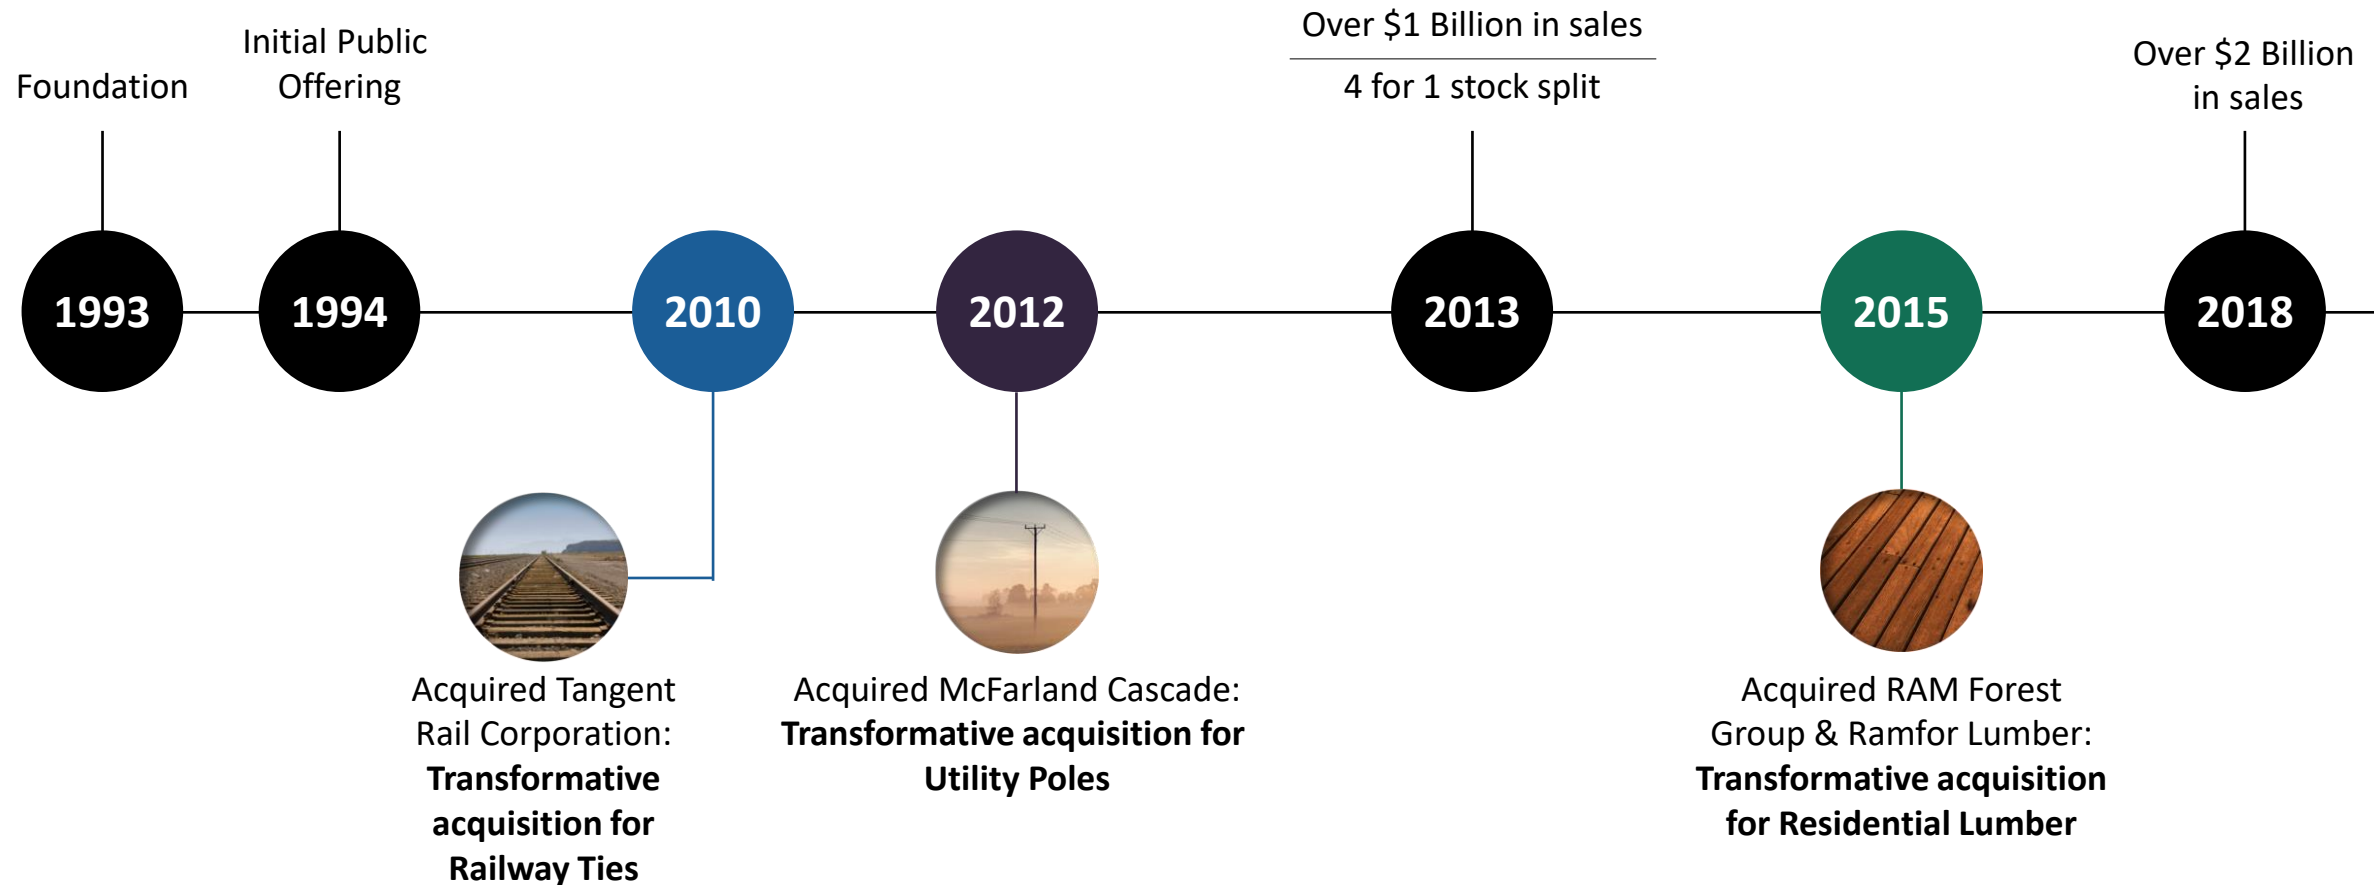 Foundation
Initial Public
Offering
Over $1 Billion in sales
4 for 1 stock split
Over $2 Billion
in sales
1993
1994
2010
2012
2013
2015
2018
Acquired Tangent
Rail Corporation:
Transformative
acquisition for
Railway Ties
Acquired McFarland Cascade:
Transformative acquisition for
Utility Poles
Acquired RAM Forest
Group & Ramfor Lumber:
Transformative acquisition
for Residential Lumber